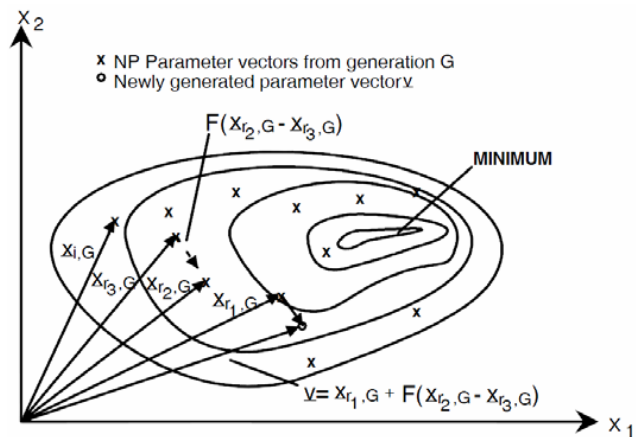 X2
x NP Parameter vectors from generation G
o Newly generated parameter vector v
F(Xr2,G - Xr3,G)
MINIMUM
Xi,G
Xr3,G
Xr2,G
Xr1,G
v= Xr1,G + F(Xr2,G - Xr3,G)
X1